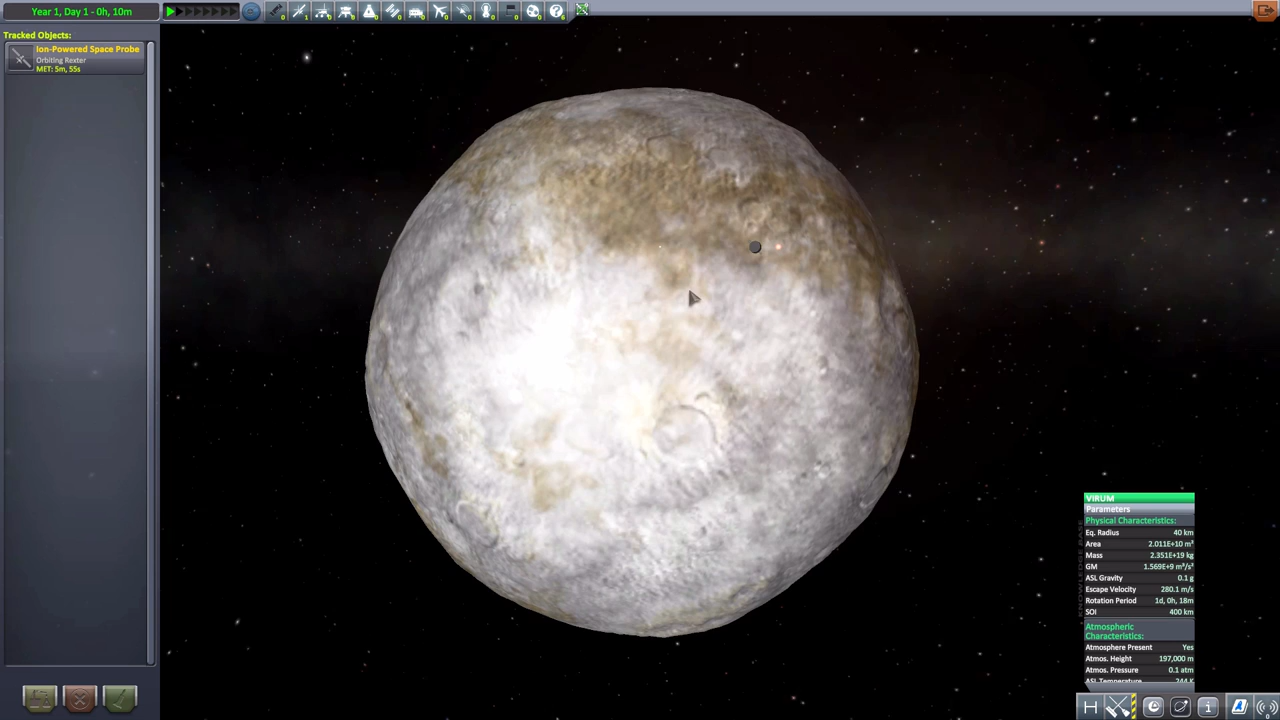 Year 1, Day 1 - 0h, 10m
Tracked Objects:
Ion-Powered Space Probe
Orbiting Rexter
MET: 5m, 55s
VIRUM
Parameters
Physical Characteristics:
Eq. Radius 40 km
Area 2.011E+10 m²
Mass 2.351E+19 kg
GM 1.569E+9 m³/s²
ASL Gravity 0.1 g
Escape Velocity 280.1 m/s
Rotation Period 1d, 0h, 18m
SOI 400 km
Atmospheric
Characteristics:
Atmosphere Present Yes
Atmos. Height 197,000 m
Atmos. Pressure 0.1 atm
ASL Temperature 244 K